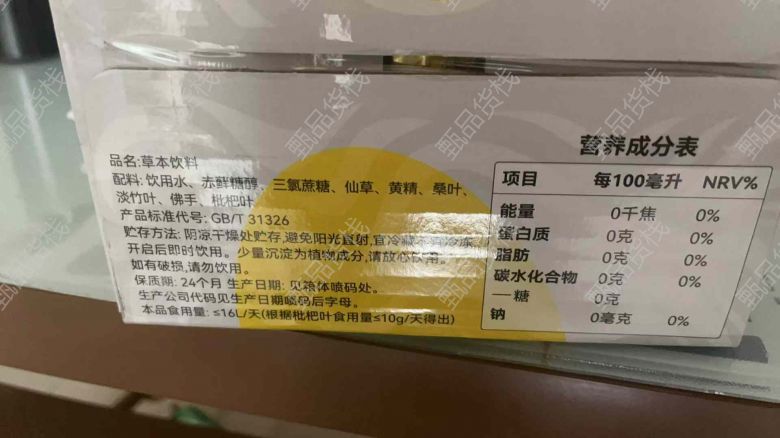 品名:草本饮料
配料: 饮用水、赤藓糖醇、三氯蔗糖、仙草、黄精、桑叶、
淡竹叶、佛手、枇杷叶
产品标准代号: GB/T 31326
贮存方法: 阴凉干燥处贮存,避免阳光直射,宜冷藏不宜冷冻
开启后即时饮用。少量沉淀为植物成分,请放心饮用。
如有破损,请勿饮用。
保质期: 24个月 生产日期: 见箱体喷码处。
生产公司代码见生产日期喷码后字母。
本品食用量: ≤16L/天(根据枇杷叶食用量≤10g/天得出)
营养成分表
项目 每100毫升 NRV%
能量 0千焦 0%
蛋白质 0克 0%
脂肪 0克 0%
碳水化合物 0克 0%
—糖 0克
钠 0毫克 0%
甄品货栈